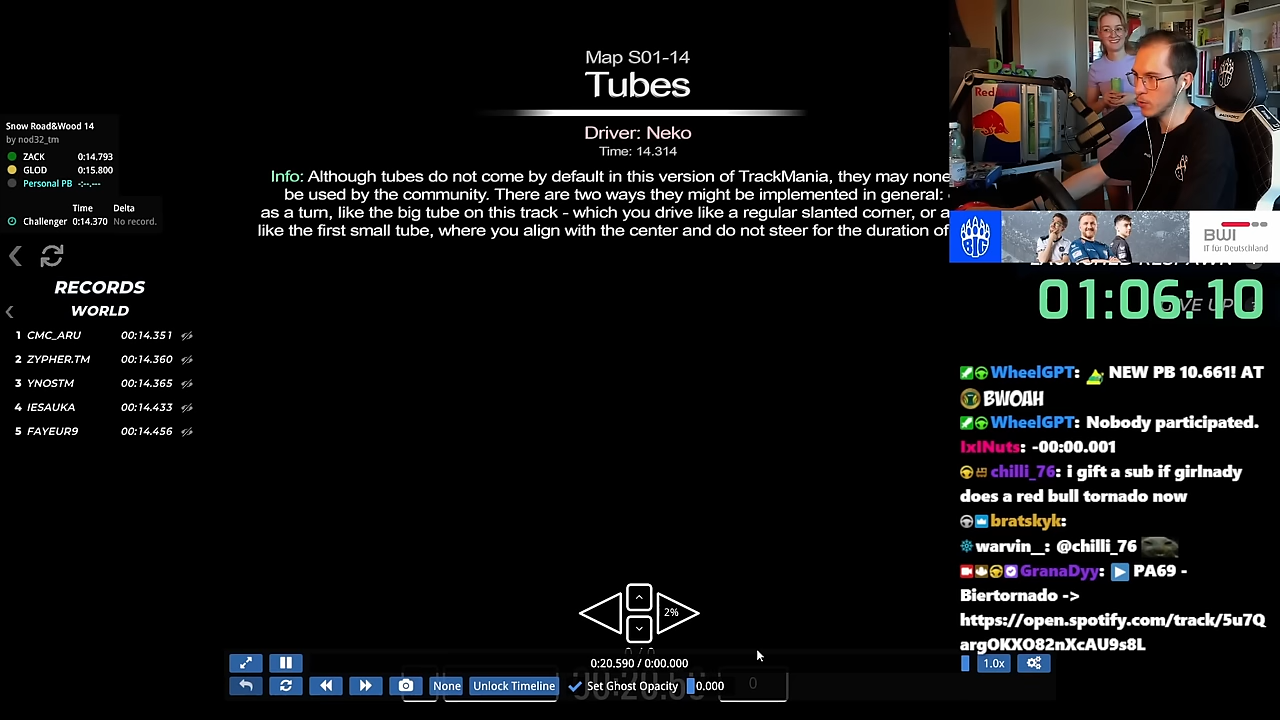 Map S01-14
Tubes
Driver: Neko
Time: 14.314
Info: Although tubes do not come by default in this version of TrackMania, they may none
be used by the community. There are two ways they might be implemented in general:
as a turn, like the big tube on this track - which you drive like a regular slanted corner, or a
like the first small tube, where you align with the center and do not steer for the duration of
Snow Road&Wood 14
by nod32_tm
ZACK 0:14.793
GLOD 0:15.800
Personal PB -:--.---
Time Delta
Challenger 0:14.370 No record.
RECORDS
WORLD
1 CMC_ARU 00:14.351
2 ZYPHER.TM 00:14.360
3 YNOSTM 00:14.365
4 IESAUKA 00:14.433
5 FAYEUR9 00:14.456
Red
BIG
BWI
IT für Deutschland
GIVE UP
01:06:10
WheelGPT: NEW PB 10.661! AT
BWOAH
WheelGPT: Nobody participated.
IxINuts: -00:00.001
chilli_76: i gift a sub if girlnady
does a red bull tornado now
bratskyk:
warvin__: @chilli_76
GranaDyy: PA69 -
Biertornado ->
https://open.spotify.com/track/5u7Q
argOKXO82nXcAU9s8L
2%
0:20.590 / 0:00.000
1.0x
None
Unlock Timeline
Set Ghost Opacity
0.000
0